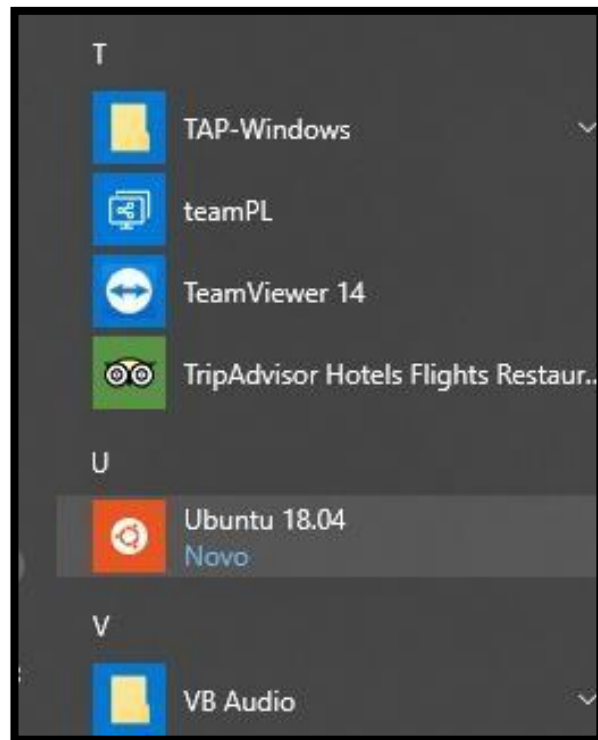 T
TAP-Windows
teamPL
TeamViewer 14
TripAdvisor Hotels Flights Restaur..
U
Ubuntu 18.04
Novo
V
VB Audio